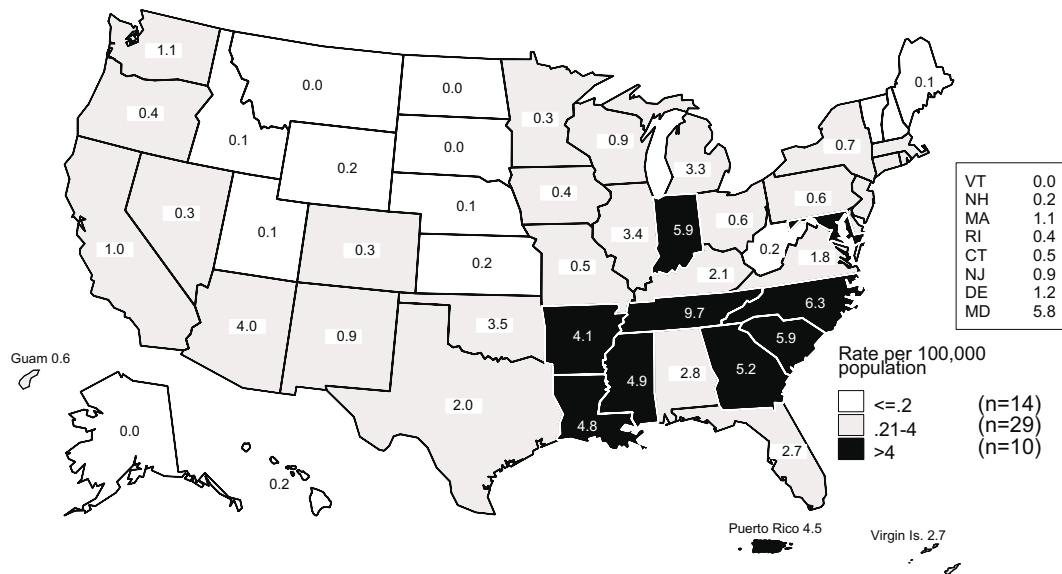 1.1
0.0
0.0
0.1
0.4
0.3
0.9
0.7
0.1
0.0
3.3
0.2
0.4
0.6
0.1
0.3
0.1
0.6
1.0
0.3
0.2
0.5
3.4
5.9
0.2
1.8
2.1
VT 0.0
NH 0.2
MA 1.1
RI 0.4
CT 0.5
NJ 0.9
DE 1.2
MD 5.8
4.0
0.9
3.5
4.1
9.7
6.3
5.9
Guam 0.6
2.0
4.8
4.9
2.8
5.2
2.7
Rate per 100,000
population
<=.2 (n=14)
.21-4 (n=29)
>4 (n=10)
0.0
0.2
Puerto Rico 4.5
Virgin Is. 2.7